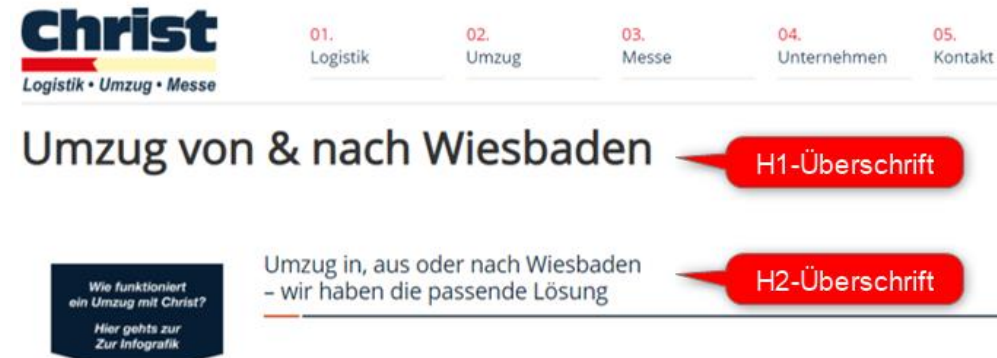 Christ
Logistik • Umzug • Messe
01.
Logistik
02.
Umzug
03.
Messe
04.
Unternehmen
05.
Kontakt
Umzug von & nach Wiesbaden
H1-Überschrift
Wie funktioniert
ein Umzug mit Christ?
Hier gehts zur
Zur Infografik
Umzug in, aus oder nach Wiesbaden
– wir haben die passende Lösung
H2-Überschrift